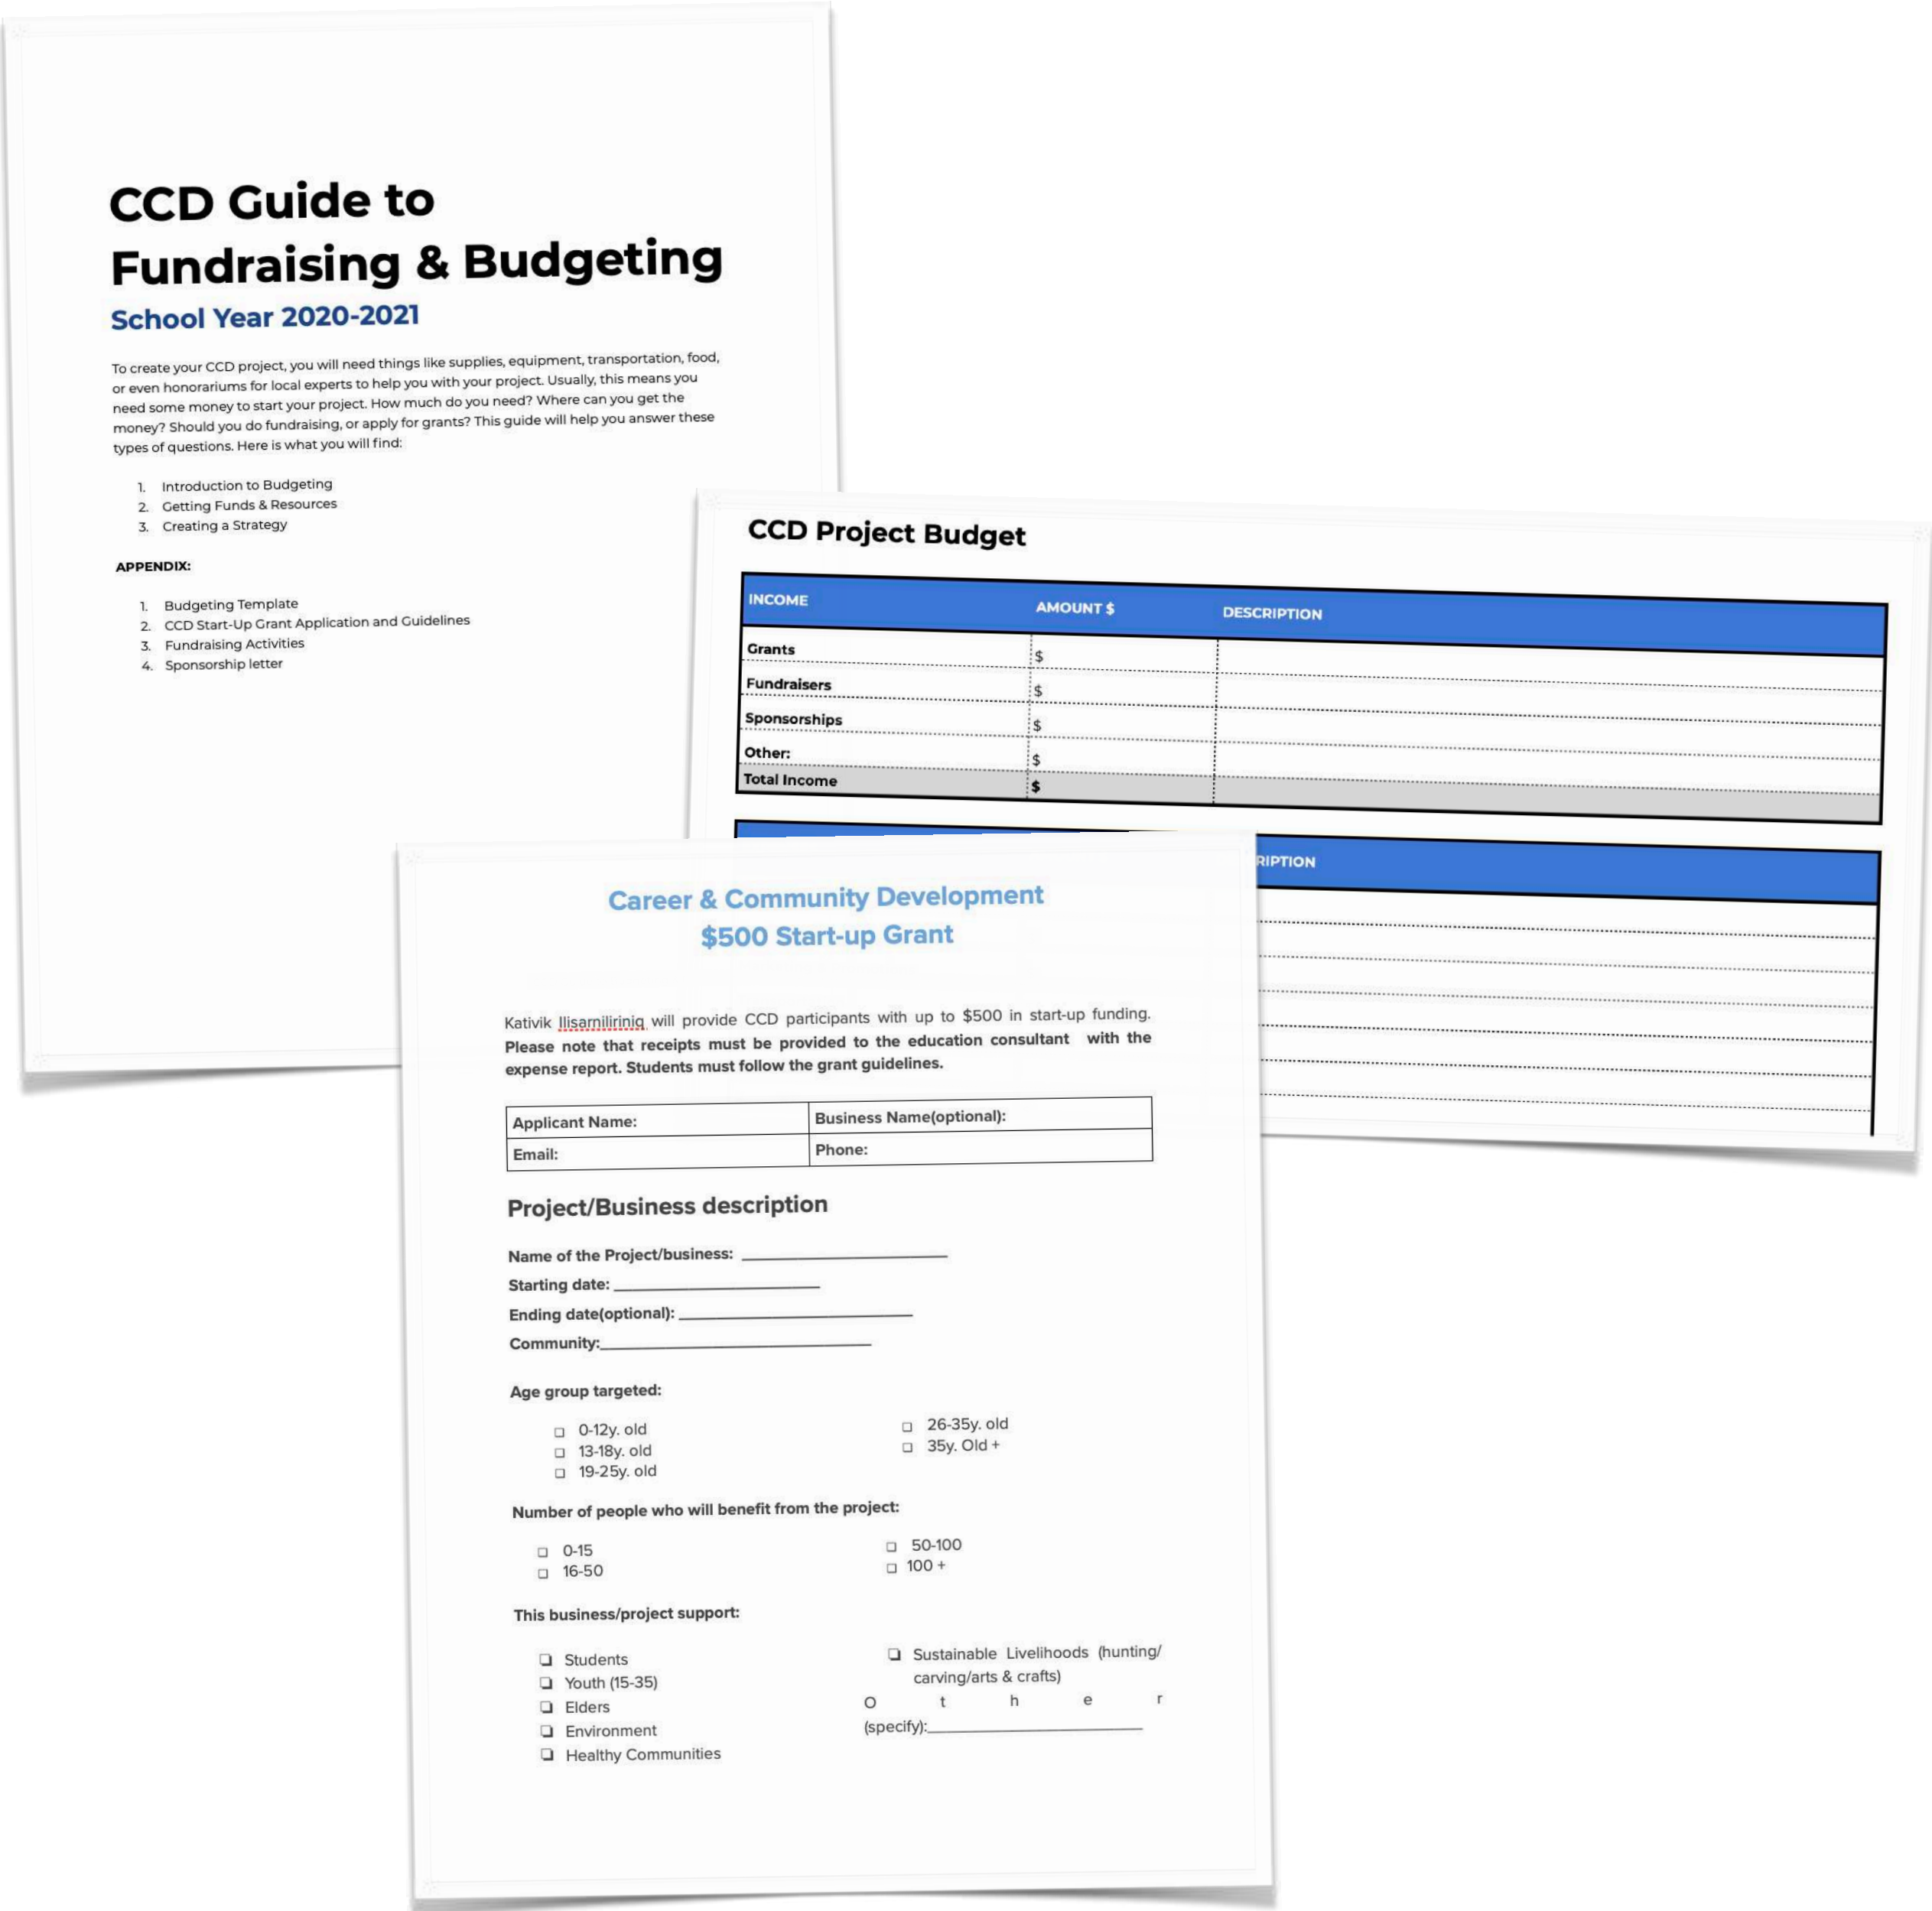 CCD Guide to
Fundraising & Budgeting
School Year 2020-2021
To create your CCD project, you will need things like supplies, equipment, transportation, food,
or even honorariums for local experts to help you with your project. Usually, this means you
need some money to start your project. How much do you need? Where can you get the
money? Should you do fundraising, or apply for grants? This guide will help you answer these
types of questions. Here is what you will find:
1. Introduction to Budgeting
2. Getting Funds & Resources
3. Creating a Strategy
APPENDIX:
1. Budgeting Template
2. CCD Start-Up Grant Application and Guidelines
3. Fundraising Activities
4. Sponsorship letter
CCD Project Budget
INCOME AMOUNT $ DESCRIPTION
Grants $
Fundraisers $
Sponsorships $
Other: $
Total Income $
RIPTION
Career & Community Development
$500 Start-up Grant
Kativik Ilisarniliriniq will provide CCD participants with up to $500 in start-up funding.
Please note that receipts must be provided to the education consultant with the
expense report. Students must follow the grant guidelines.
Applicant Name: Business Name(optional):
Email: Phone:
Project/Business description
Name of the Project/business:
Starting date:
Ending date(optional):
Community:
Age group targeted:
❏ 0-12y. old ❏ 26-35y. old
❏ 13-18y. old ❏ 35y. Old +
❏ 19-25y. old
Number of people who will benefit from the project:
❏ 0-15 ❏ 50-100
❏ 16-50 ❏ 100 +
This business/project support:
❏ Students
❏ Youth (15-35)
❏ Elders
❏ Environment
❏ Healthy Communities
❏ Sustainable Livelihoods (hunting/
carving/arts & crafts)
O t h e r
(specify):